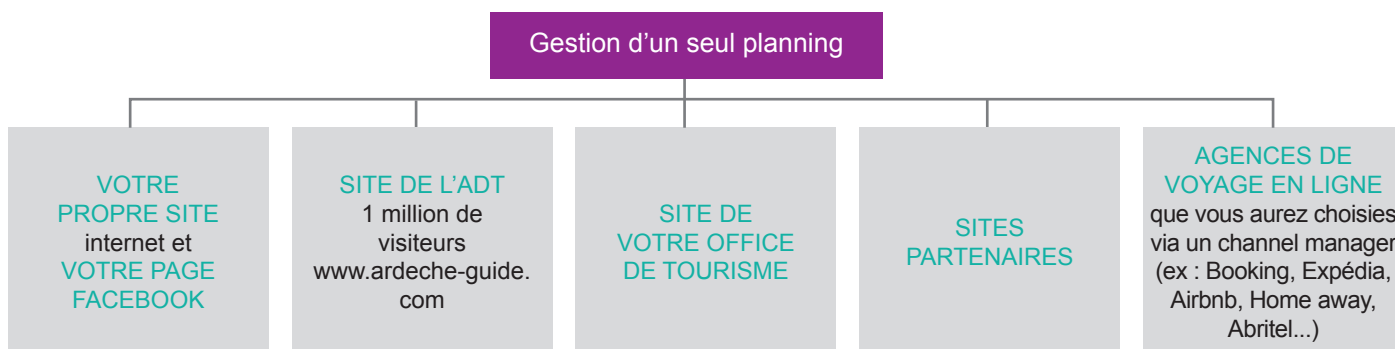 Gestion d’un seul planning
VOTRE
PROPRE SITE
internet et
VOTRE PAGE
FACEBOOK
SITE DE L’ADT
1 million de
visiteurs
www.ardeche-guide.
com
SITE DE
VOTRE OFFICE
DE TOURISME
SITES
PARTENAIRES
AGENCES DE
VOYAGE EN LIGNE
que vous aurez choisies
via un channel manager
(ex : Booking, Expédia,
Airbnb, Home away,
Abritel...)